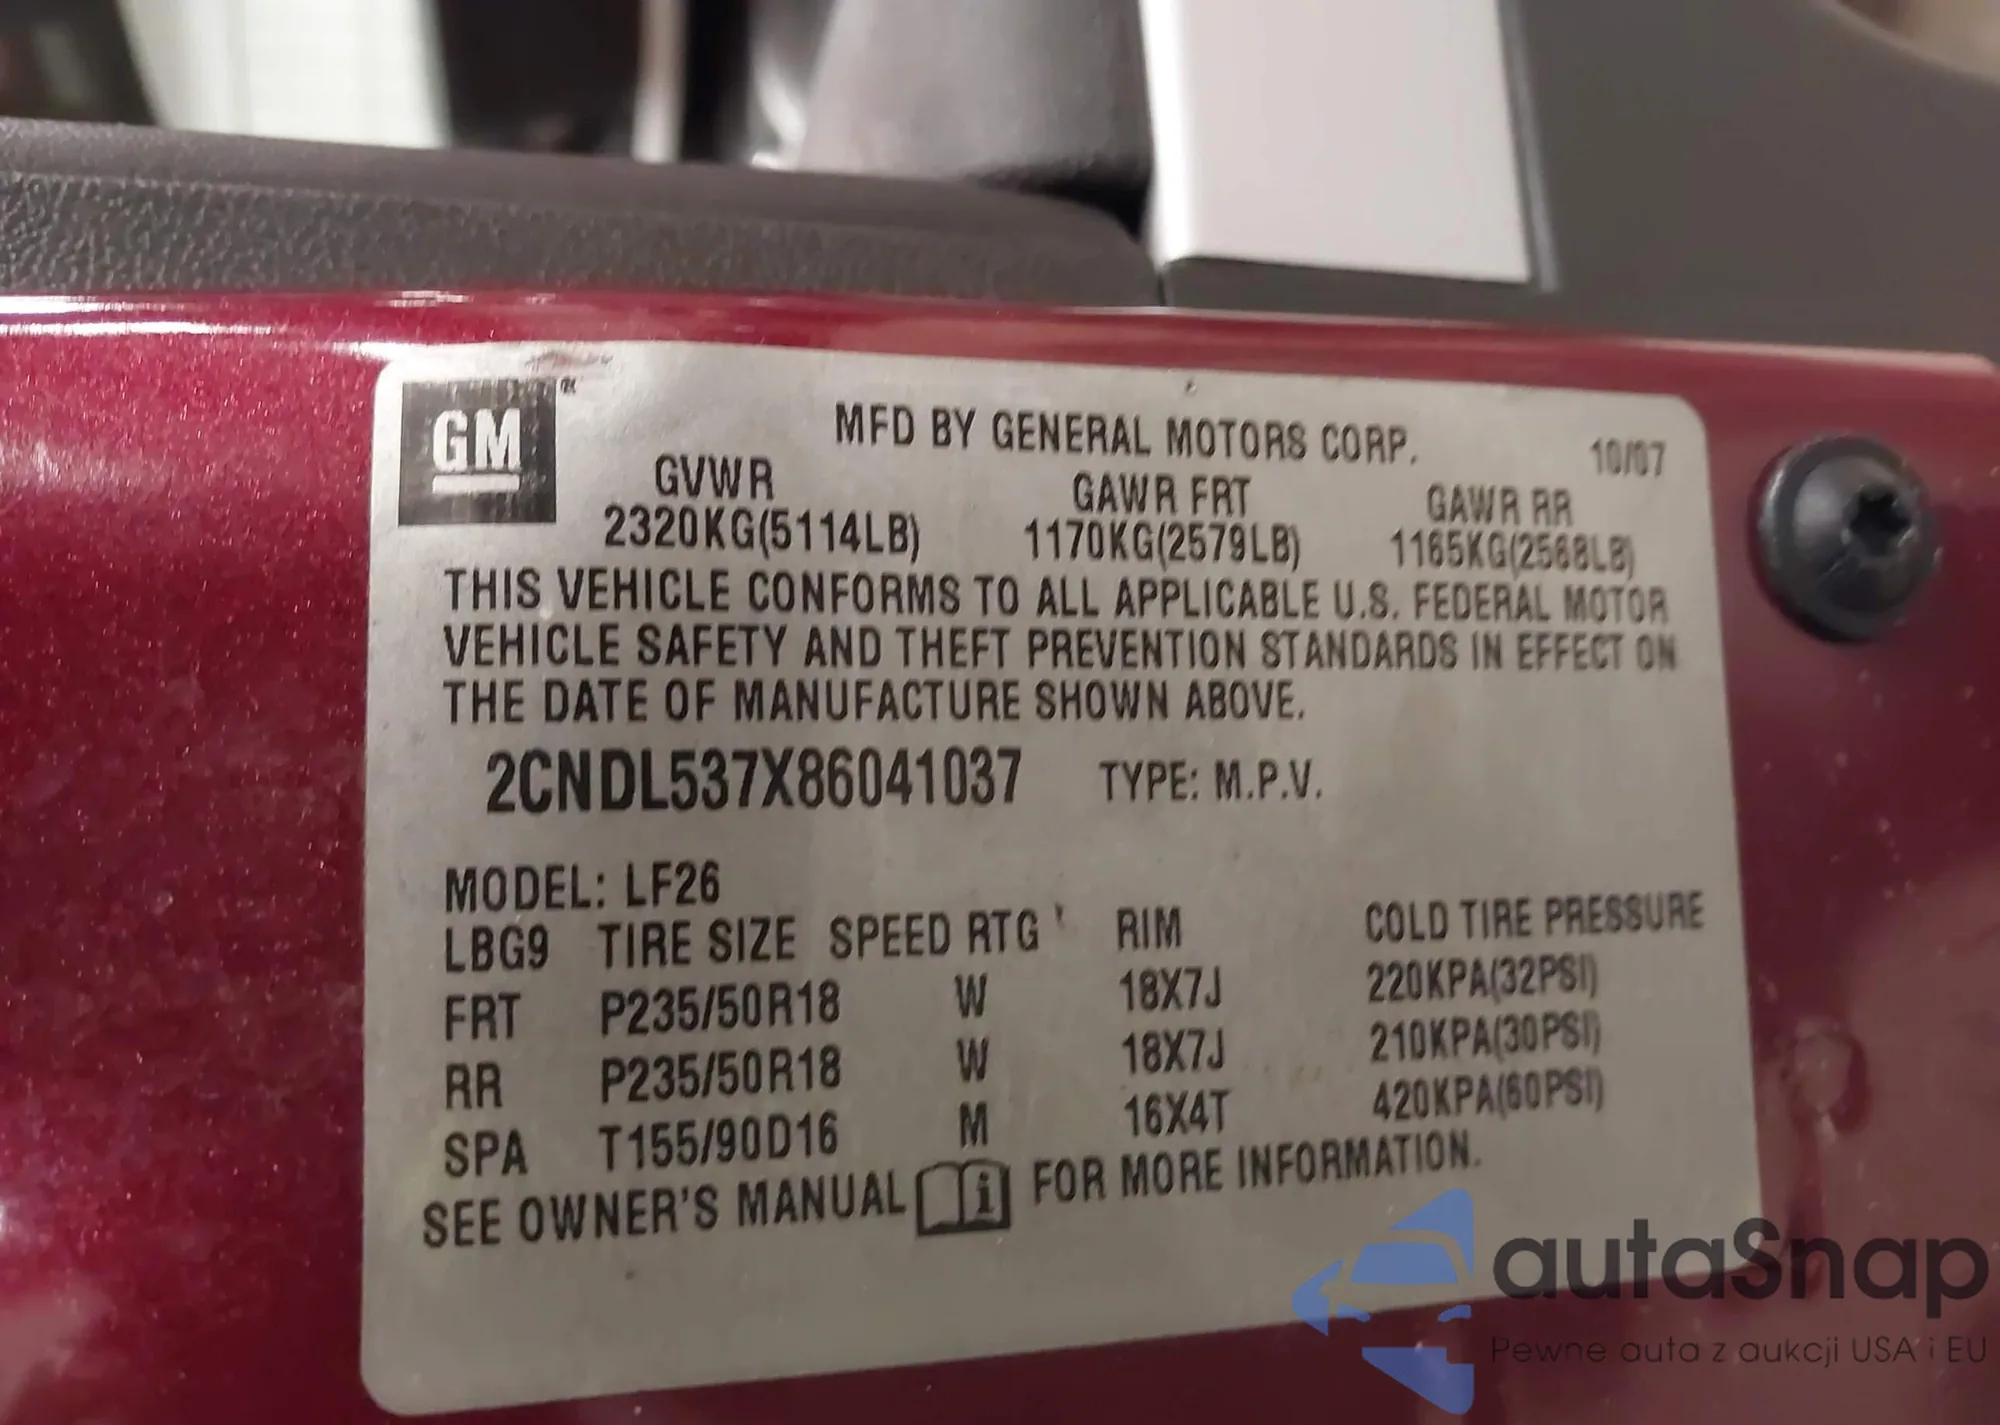 GM®
MFD BY GENERAL MOTORS CORP. 10/07
GVWR GAWR FRT GAWR RR
2320KG(5114LB) 1170KG(2579LB) 1165KG(2568LB)
THIS VEHICLE CONFORMS TO ALL APPLICABLE U.S. FEDERAL MOTOR
VEHICLE SAFETY AND THEFT PREVENTION STANDARDS IN EFFECT ON
THE DATE OF MANUFACTURE SHOWN ABOVE.
2CNDL537X86041037 TYPE: M.P.V.
MODEL: LF26
LBG9 TIRE SIZE SPEED RTG RIM COLD TIRE PRESSURE
FRT P235/50R18 W 18X7J 220KPA(32PSI)
RR P235/50R18 W 18X7J 210KPA(30PSI)
SPA T155/90D16 M 16X4T 420KPA(60PSI)
SEE OWNER'S MANUAL i FOR MORE INFORMATION.
autaSnap
Pewne auta z aukcji USA i EU